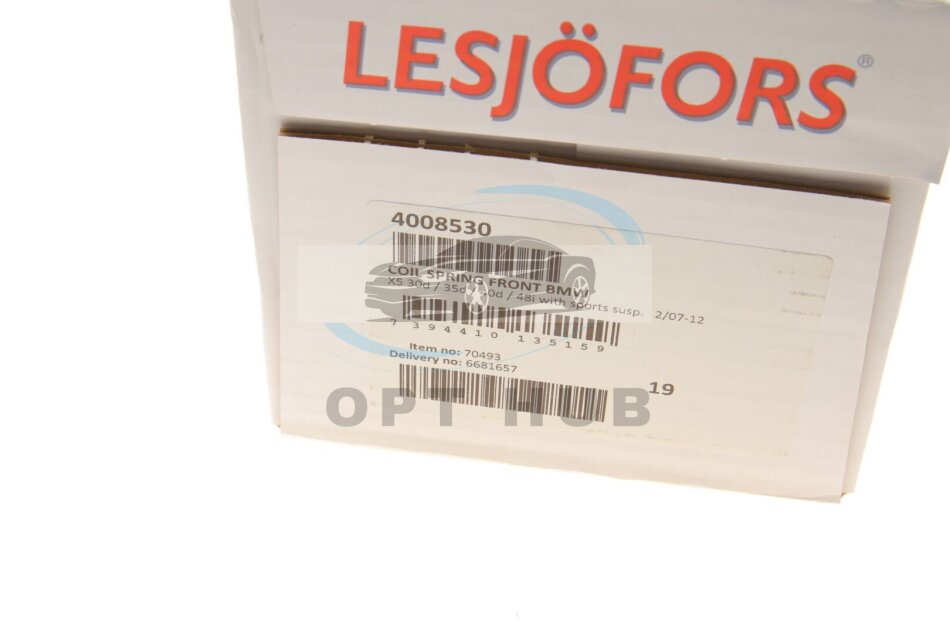 LESJÖFORS®
4008530
COIL SPRING FRONT BMW
X5 30d / 35d / 40d / 48i with sports susp. 2/07-12
7 394410 135159
Item no: 70493
Delivery no: 6681657
19
OPT HUB